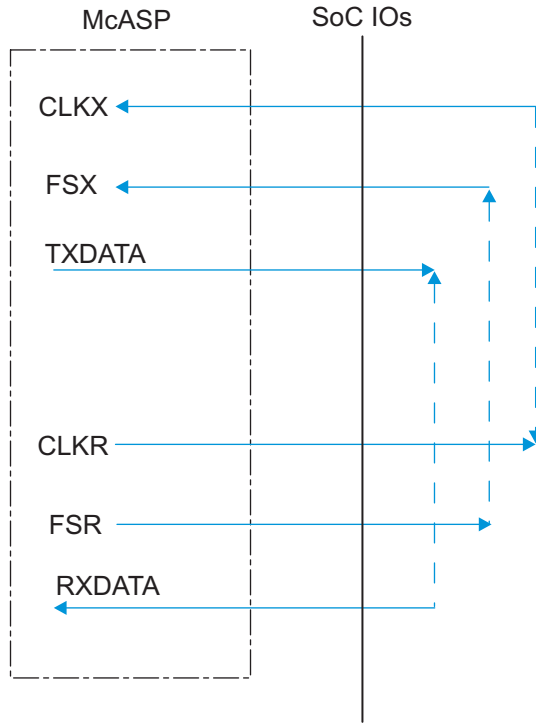 McASP
SoC IOs
CLKX
FSX
TXDATA
CLKR
FSR
RXDATA